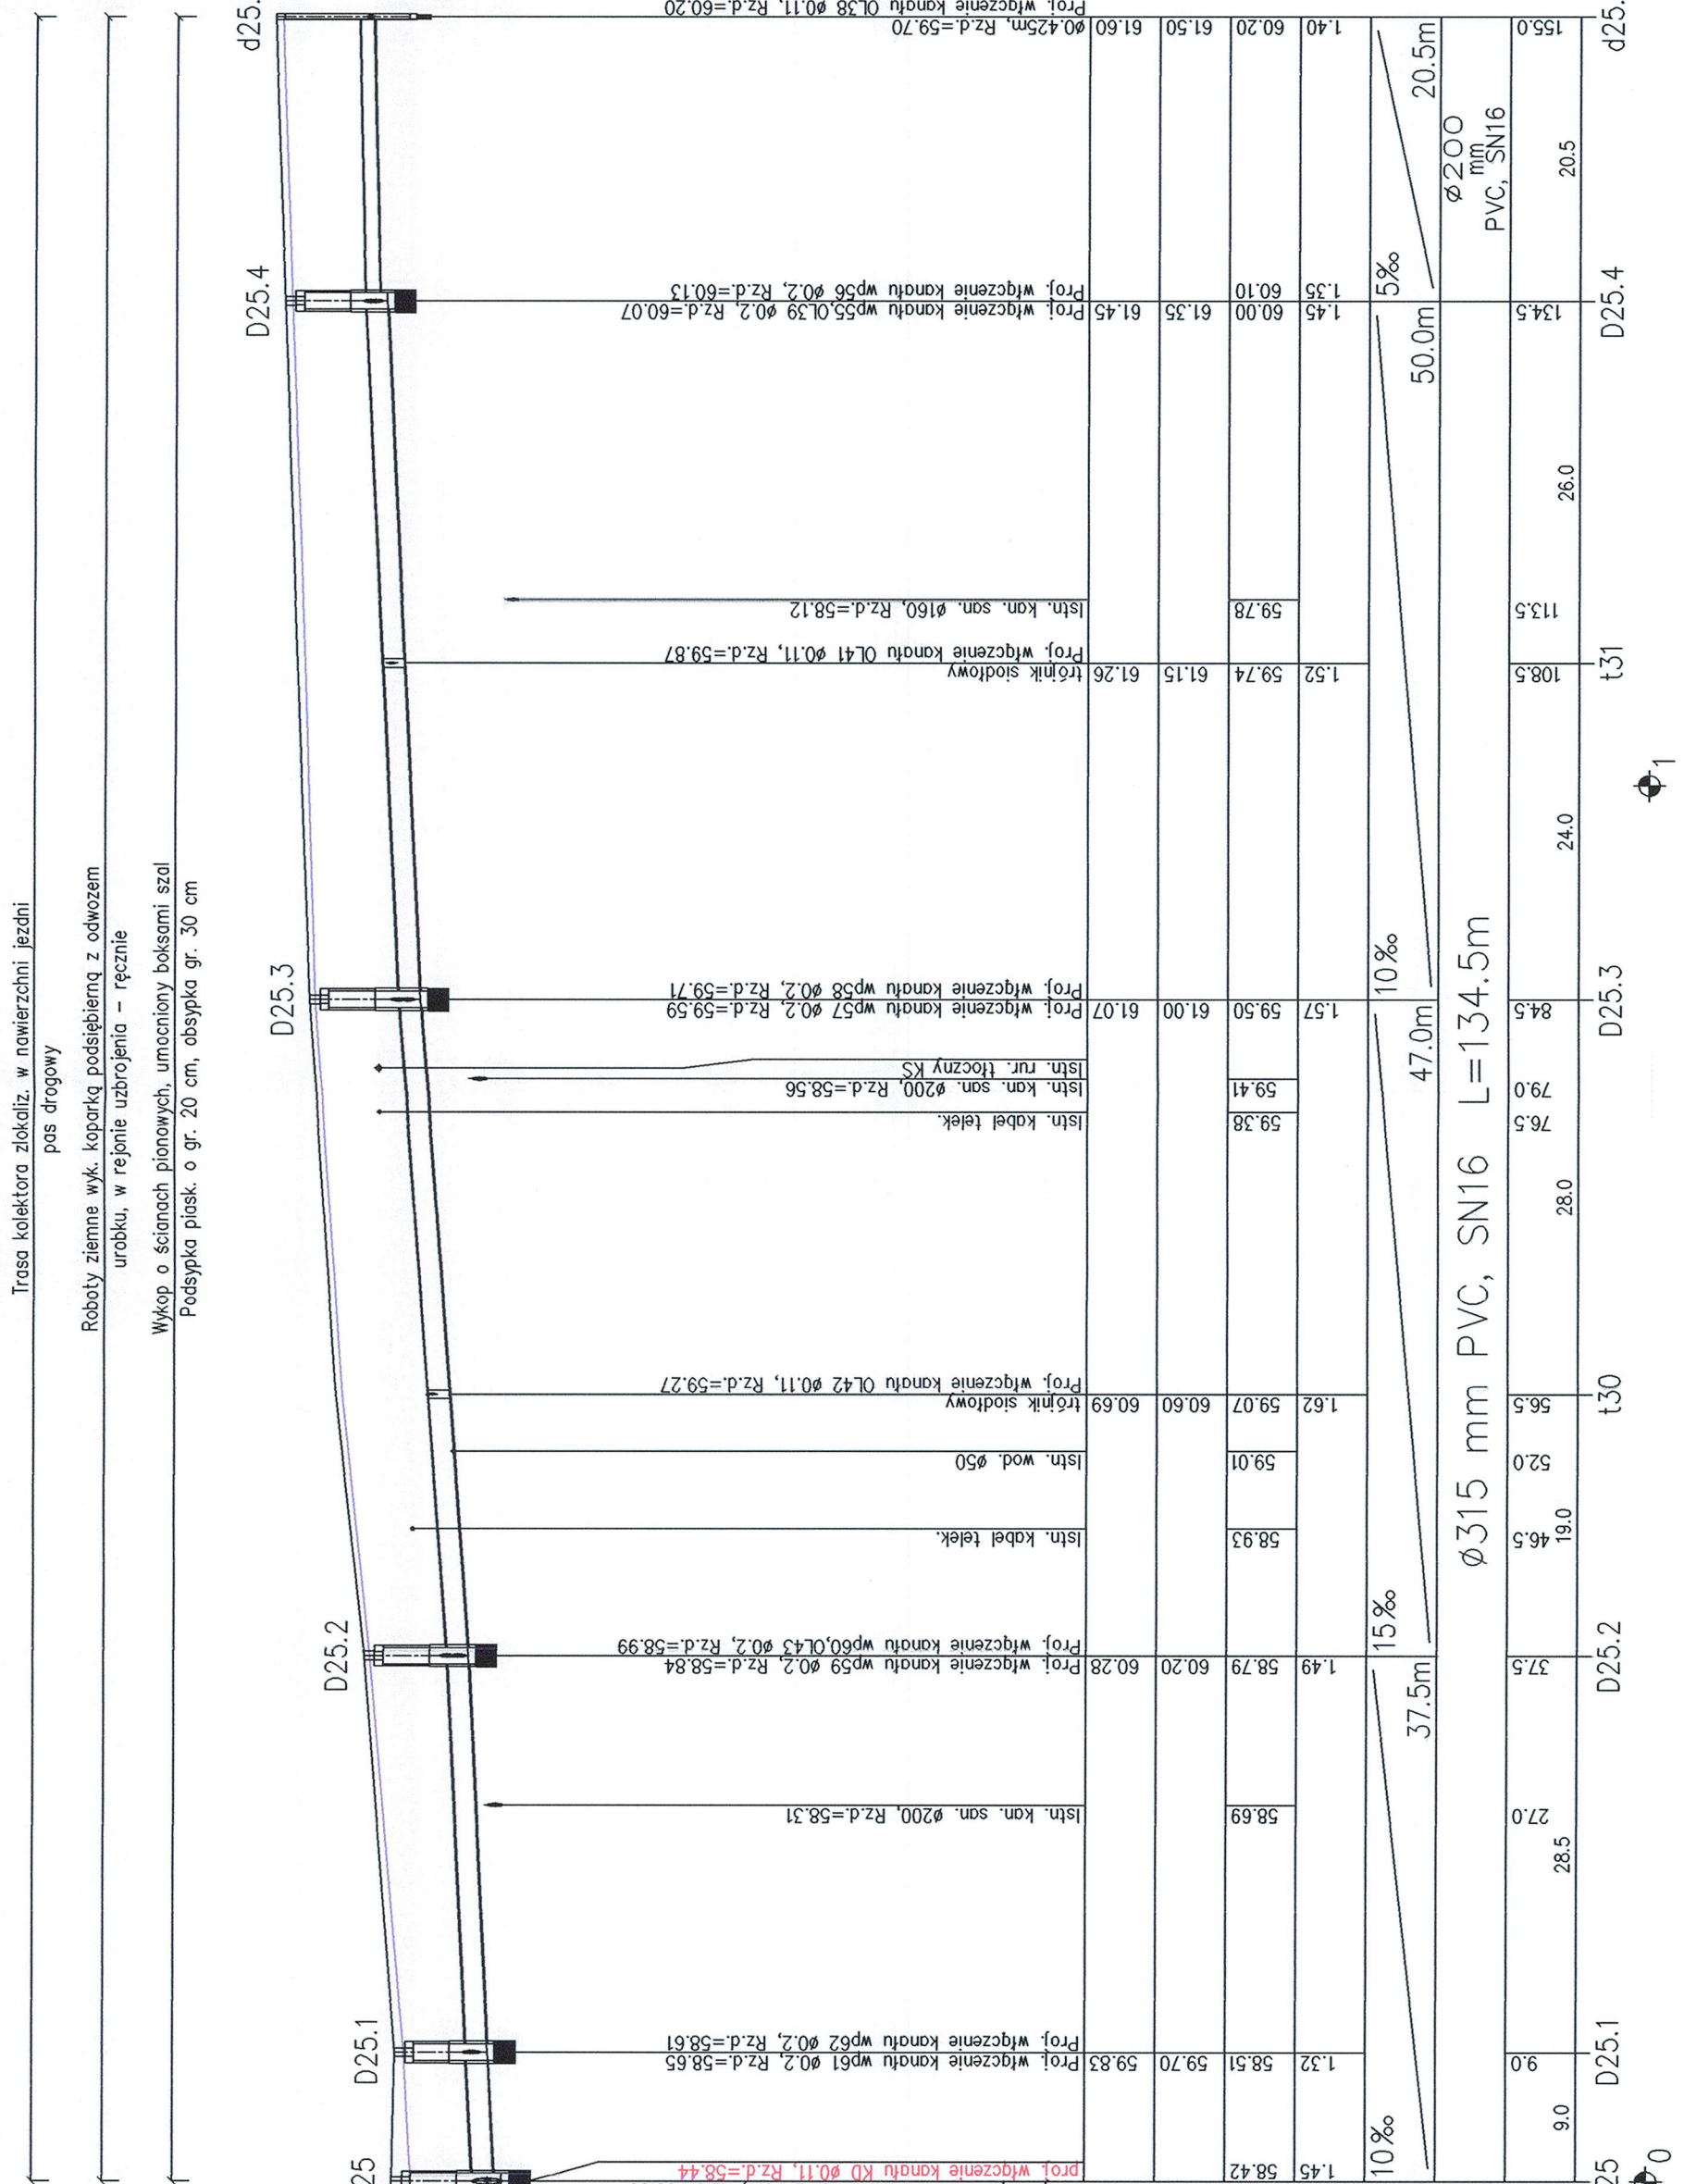 Trasa kolektora zlokaliz. w nawierzchni jezdni
pas drogowy
Roboty ziemne wyk. koparką podsiębierną z odwozem
urobku, w rejonie uzbrojenia – ręcznie
Wykop o ścianach pionowych, umocniony boksami szal
Podsypka piask. o gr. 20 cm, obsypka gr. 30 cm
25
D25.1
D25.2
D25.3
D25.4
d25.
proj. włączenie kanału KD ø0.11, Rz.d.=58.44
58.42
1.45
Proj. włączenie kanału wp62 ø0.2, Rz.d.=58.61
Proj. włączenie kanału wp61 ø0.2, Rz.d.=58.65
59.83
59.70
58.51
1.32
9.0
Istn. kan. san. ø200, Rz.d.=58.31
58.69
27.0
Proj. włączenie kanału wp60,OL43 ø0.2, Rz.d.=58.99
Proj. włączenie kanału wp59 ø0.2, Rz.d.=58.84
60.28
60.20
58.79
1.49
37.5
Istn. kabel telek.
58.93
46.5
Istn. wod. ø50
59.01
52.0
Proj. włączenie kanału OL42 ø0.11, Rz.d.=59.27
trójnik siodłowy
60.69
60.60
59.07
1.62
56.5
Istn. kabel telek.
59.38
76.5
Istn. kan. san. ø200, Rz.d.=58.56
59.41
79.0
Istn. rur. tłoczny KS
Proj. włączenie kanału wp58 ø0.2, Rz.d.=59.71
Proj. włączenie kanału wp57 ø0.2, Rz.d.=59.59
61.07
61.00
59.50
1.57
84.5
Proj. włączenie kanału OL41 ø0.11, Rz.d.=59.87
trójnik siodłowy
61.26
61.15
59.74
1.52
108.5
Istn. kan. san. ø160, Rz.d.=58.12
59.78
113.5
Proj. włączenie kanału wp56 ø0.2, Rz.d.=60.13
Proj. włączenie kanału wp55,OL39 ø0.2, Rz.d.=60.07
60.10
1.35
61.45
61.35
60.00
1.45
134.5
Proj. włączenie kanału OL38 ø0.11, Rz.d.=60.20
ø0.425m, Rz.d.=59.70
61.60
61.50
60.20
1.40
155.0
10‰
37.5m
15‰
47.0m
10‰
50.0m
5‰
20.5m
ø315 mm PVC, SN16 L=134.5m
ø200
mm
PVC, SN16
9.0
28.5
19.0
28.0
24.0
26.0
20.5
25
D25.1
D25.2
t30
D25.3
t31
D25.4
d25.
0
1